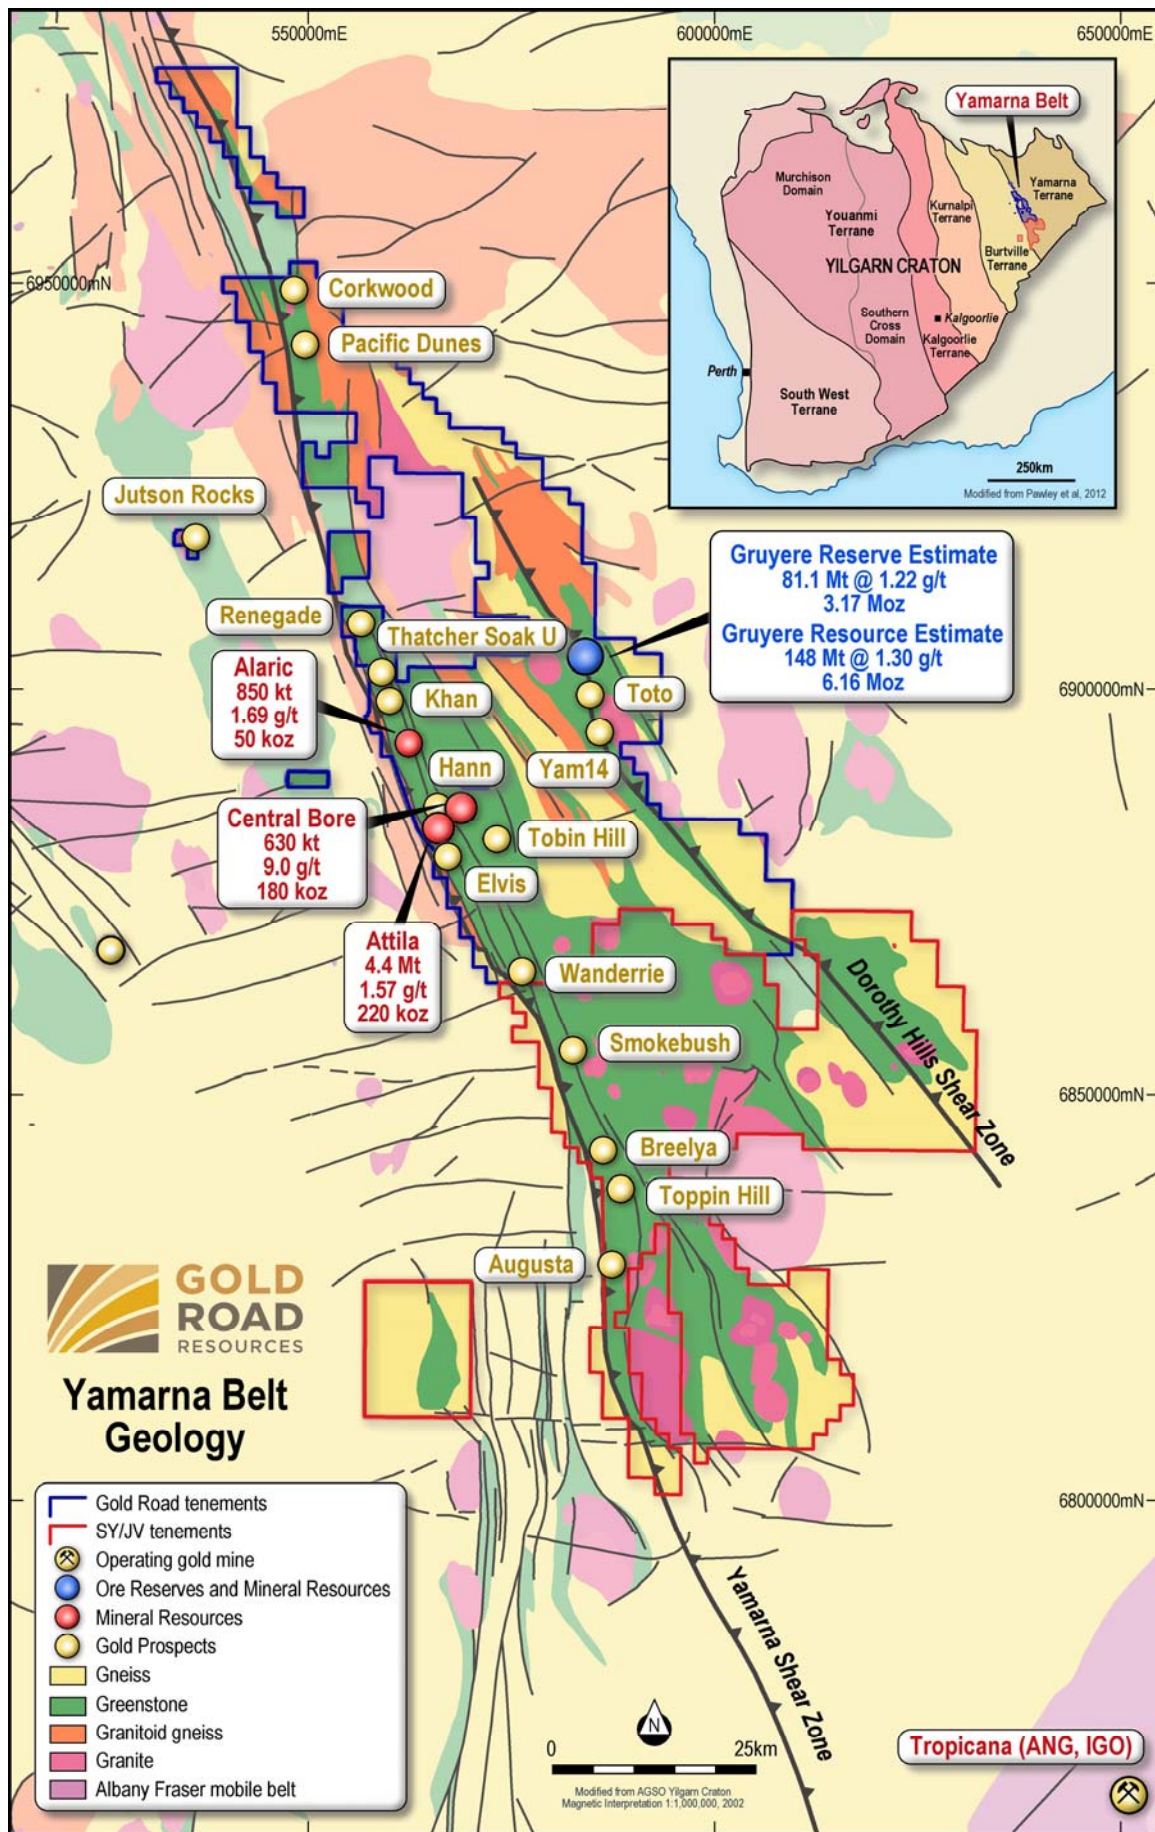 550000mE
600000mE
650000mE
Yamarna Belt
Murchison
Domain
Youanmi
Terrane
Kurnalpi
Terrane
Yamarna
Terrane
Burtville
Terrane
YILGARN CRATON
Southern
Cross
Domain
Kalgoorlie
Kalgoorlie
Terrane
Perth
South West
Terrane
250km
Modified from Pawley et al, 2012
6950000mN
Corkwood
Pacific Dunes
Jutson Rocks
Gruyere Reserve Estimate
81.1 Mt @ 1.22 g/t
3.17 Moz
Gruyere Resource Estimate
148 Mt @ 1.30 g/t
6.16 Moz
Renegade
Thatcher Soak U
Alaric
850 kt
1.69 g/t
50 koz
Khan
Toto
6900000mN
Hann
Yam14
Central Bore
630 kt
9.0 g/t
180 koz
Tobin Hill
Elvis
Attila
4.4 Mt
1.57 g/t
220 koz
Wanderrie
Dorothy Hills Shear Zone
Smokebush
6850000mN
Breelya
Toppin Hill
Augusta
GOLD
ROAD
RESOURCES
Yamarna Belt
Geology
Gold Road tenements
SY/JV tenements
Operating gold mine
Ore Reserves and Mineral Resources
Mineral Resources
Gold Prospects
Gneiss
Greenstone
Granitoid gneiss
Granite
Albany Fraser mobile belt
6800000mN
Yamarna Shear Zone
N
0 25km
Modified from AGSO Yilgarn Craton
Magnetic Interpretation 1:1,000,000, 2002
Tropicana (ANG, IGO)